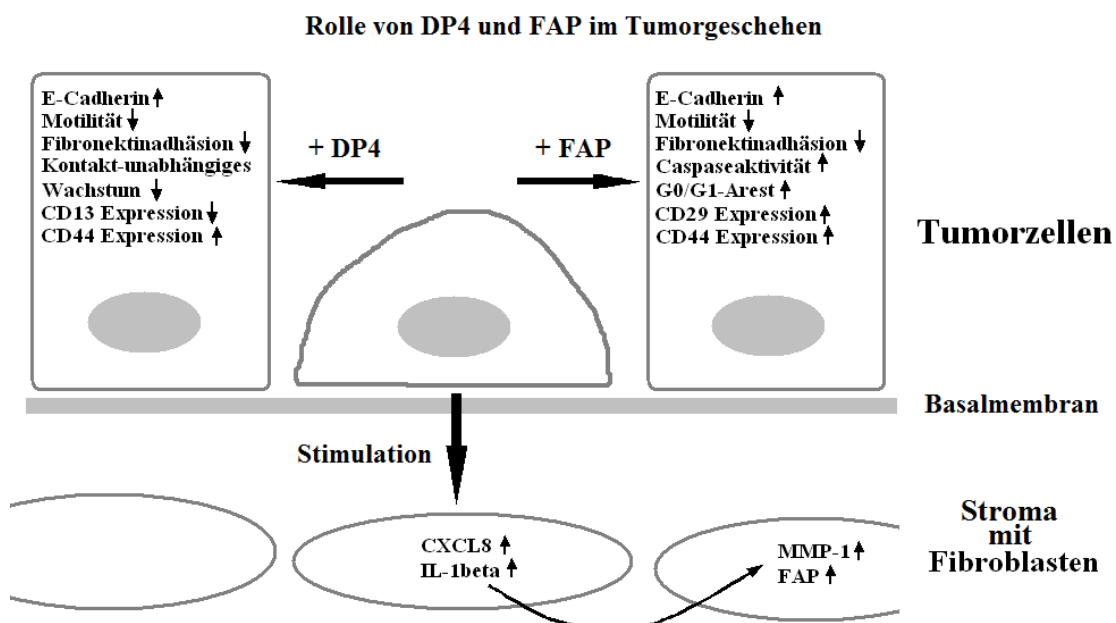 Rolle von DP4 und FAP im Tumorgeschehen
E-Cadherin ↑
Motilität ↓
Fibronektinadhäsion ↓
Kontakt-unabhängiges
Wachstum ↓
CD13 Expression ↓
CD44 Expression ↑
+ DP4
+ FAP
E-Cadherin ↑
Motilität ↓
Fibronektinadhäsion ↓
Caspaseaktivität ↑
G0/G1-Arest ↑
CD29 Expression ↑
CD44 Expression ↑
Tumorzellen
Basalmembran
Stimulation
CXCL8 ↑
IL-1beta ↑
MMP-1 ↑
FAP ↑
Stroma
mit
Fibroblasten